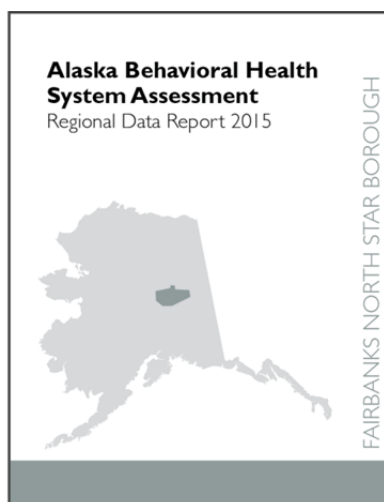 Alaska Behavioral Health
System Assessment
Regional Data Report 2015
FAIRBANKS NORTH STAR BOROUGH